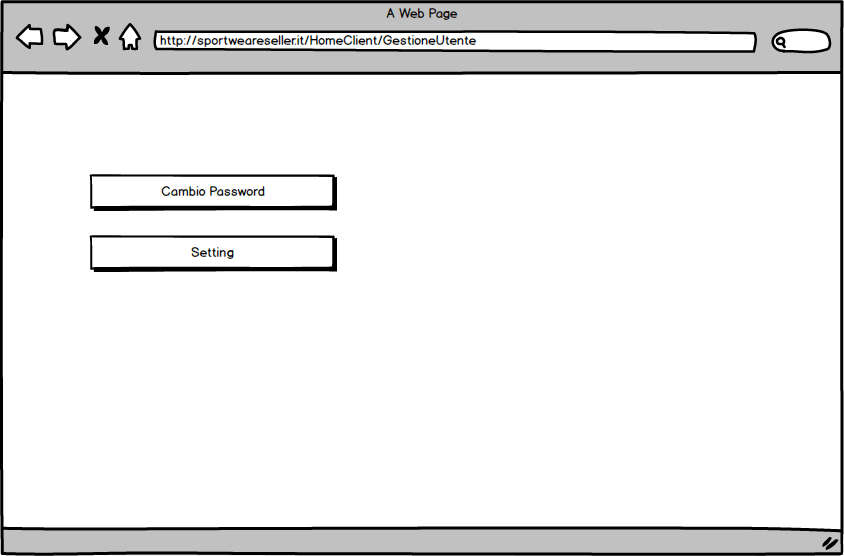 A Web Page
http://sportweareseller.it/HomeClient/GestioneUtente
Cambio Password
Setting